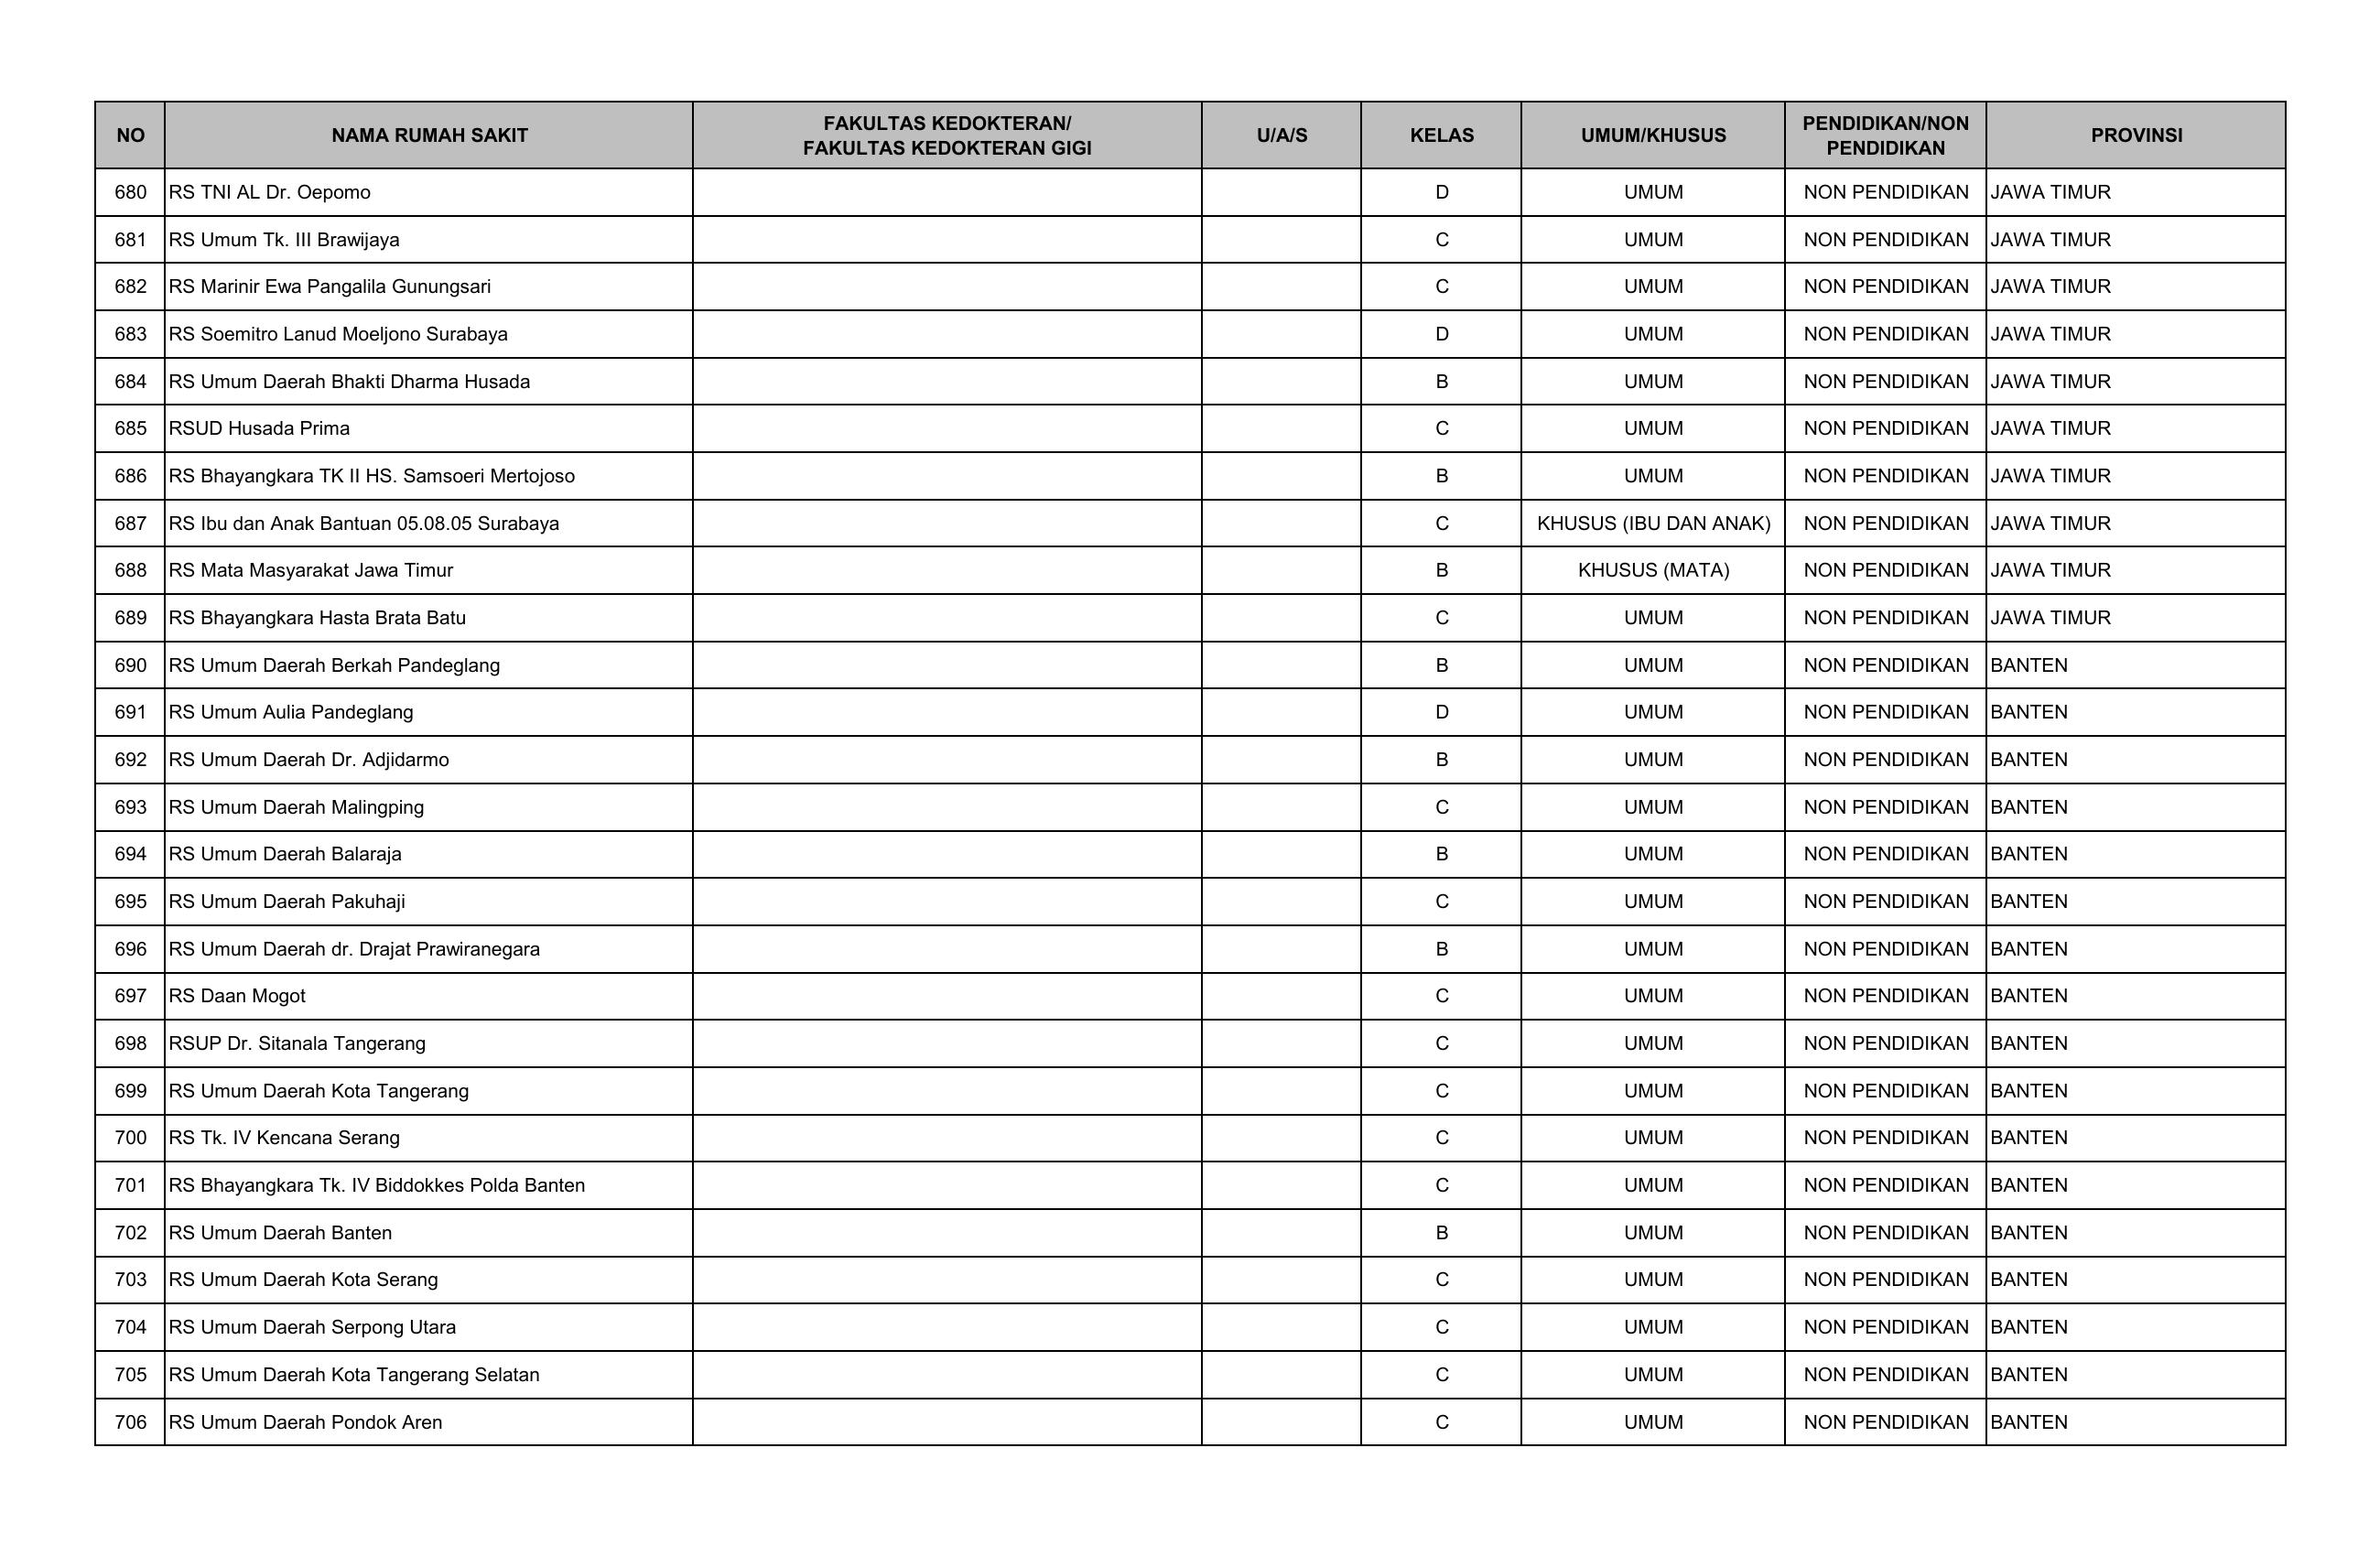 NO NAMA RUMAH SAKIT FAKULTAS KEDOKTERAN/ FAKULTAS KEDOKTERAN GIGI U/A/S KELAS UMUM/KHUSUS PENDIDIKAN/NON PENDIDIKAN PROVINSI
680 RS TNI AL Dr. Oepomo D UMUM NON PENDIDIKAN JAWA TIMUR
681 RS Umum Tk. III Brawijaya C UMUM NON PENDIDIKAN JAWA TIMUR
682 RS Marinir Ewa Pangalila Gunungsari C UMUM NON PENDIDIKAN JAWA TIMUR
683 RS Soemitro Lanud Moeljono Surabaya D UMUM NON PENDIDIKAN JAWA TIMUR
684 RS Umum Daerah Bhakti Dharma Husada B UMUM NON PENDIDIKAN JAWA TIMUR
685 RSUD Husada Prima C UMUM NON PENDIDIKAN JAWA TIMUR
686 RS Bhayangkara TK II HS. Samsoeri Mertojoso B UMUM NON PENDIDIKAN JAWA TIMUR
687 RS Ibu dan Anak Bantuan 05.08.05 Surabaya C KHUSUS (IBU DAN ANAK) NON PENDIDIKAN JAWA TIMUR
688 RS Mata Masyarakat Jawa Timur B KHUSUS (MATA) NON PENDIDIKAN JAWA TIMUR
689 RS Bhayangkara Hasta Brata Batu C UMUM NON PENDIDIKAN JAWA TIMUR
690 RS Umum Daerah Berkah Pandeglang B UMUM NON PENDIDIKAN BANTEN
691 RS Umum Aulia Pandeglang D UMUM NON PENDIDIKAN BANTEN
692 RS Umum Daerah Dr. Adjidarmo B UMUM NON PENDIDIKAN BANTEN
693 RS Umum Daerah Malingping C UMUM NON PENDIDIKAN BANTEN
694 RS Umum Daerah Balaraja B UMUM NON PENDIDIKAN BANTEN
695 RS Umum Daerah Pakuhaji C UMUM NON PENDIDIKAN BANTEN
696 RS Umum Daerah dr. Drajat Prawiranegara B UMUM NON PENDIDIKAN BANTEN
697 RS Daan Mogot C UMUM NON PENDIDIKAN BANTEN
698 RSUP Dr. Sitanala Tangerang C UMUM NON PENDIDIKAN BANTEN
699 RS Umum Daerah Kota Tangerang C UMUM NON PENDIDIKAN BANTEN
700 RS Tk. IV Kencana Serang C UMUM NON PENDIDIKAN BANTEN
701 RS Bhayangkara Tk. IV Biddokkes Polda Banten C UMUM NON PENDIDIKAN BANTEN
702 RS Umum Daerah Banten B UMUM NON PENDIDIKAN BANTEN
703 RS Umum Daerah Kota Serang C UMUM NON PENDIDIKAN BANTEN
704 RS Umum Daerah Serpong Utara C UMUM NON PENDIDIKAN BANTEN
705 RS Umum Daerah Kota Tangerang Selatan C UMUM NON PENDIDIKAN BANTEN
706 RS Umum Daerah Pondok Aren C UMUM NON PENDIDIKAN BANTEN